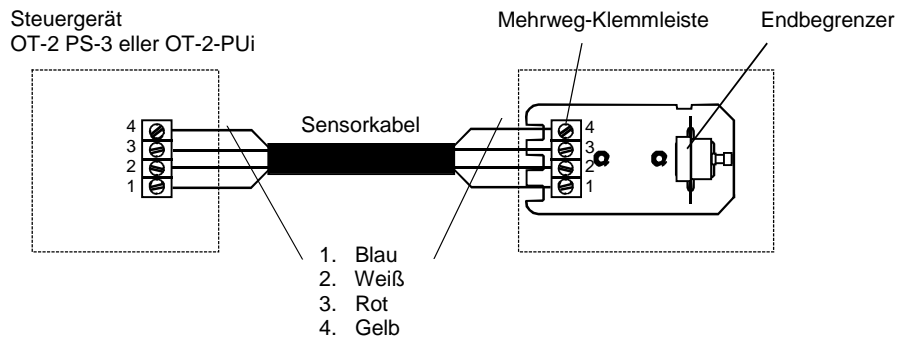 Steuergerät
OT-2 PS-3 eller OT-2-PUi
Mehrweg-Klemmleiste
Endbegrenzer
Sensorkabel
4
3
2
1
4
3
2
1
1. Blau
2. Weiß
3. Rot
4. Gelb